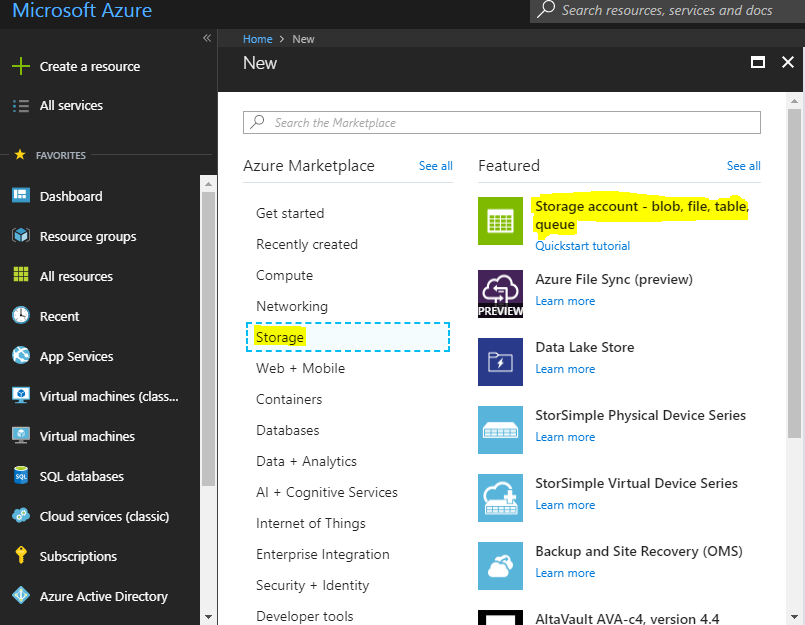 Microsoft Azure
Search resources, services and docs
Create a resource
All services
FAVORITES
Dashboard
Resource groups
All resources
Recent
App Services
Virtual machines (class...
Virtual machines
SQL
SQL databases
Cloud services (classic)
Subscriptions
Azure Active Directory
Home > New
New
Search the Marketplace
Azure Marketplace See all
Get started
Recently created
Compute
Networking
Storage
Web + Mobile
Containers
Databases
Data + Analytics
AI + Cognitive Services
Internet of Things
Enterprise Integration
Security + Identity
Developer tools
Featured See all
Storage account - blob, file, table,
queue
Quickstart tutorial
PREVIEW
Azure File Sync (preview)
Learn more
Data Lake Store
Learn more
StorSimple Physical Device Series
Learn more
StorSimple Virtual Device Series
Learn more
Backup and Site Recovery (OMS)
Learn more
AltaVault AVA-c4, version 4.4